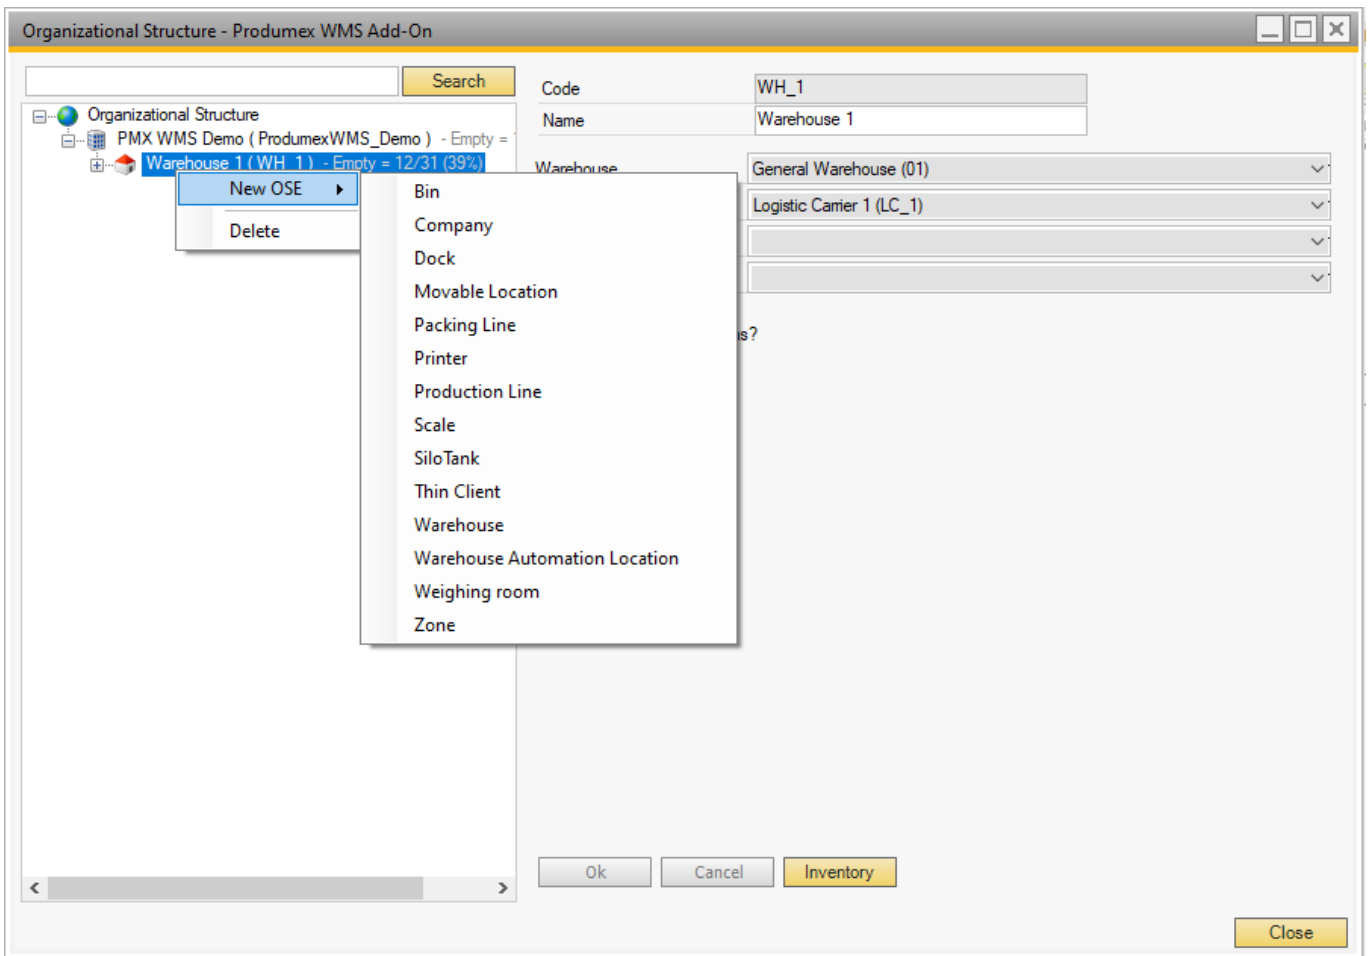 Organizational Structure - Produmex WMS Add-On
Search
Organizational Structure
PMX WMS Demo ( ProdumexWMS_Demo ) - Empty =
Warehouse 1 ( WH_1 ) - Empty = 12/31 (39%)
New OSE
Delete
Bin
Company
Dock
Movable Location
Packing Line
Printer
Production Line
Scale
SiloTank
Thin Client
Warehouse
Warehouse Automation Location
Weighing room
Zone
Code WH_1
Name Warehouse 1
Warehouse General Warehouse (01)
Logistic Carrier 1 (LC_1)
?
Ok Cancel Inventory
Close